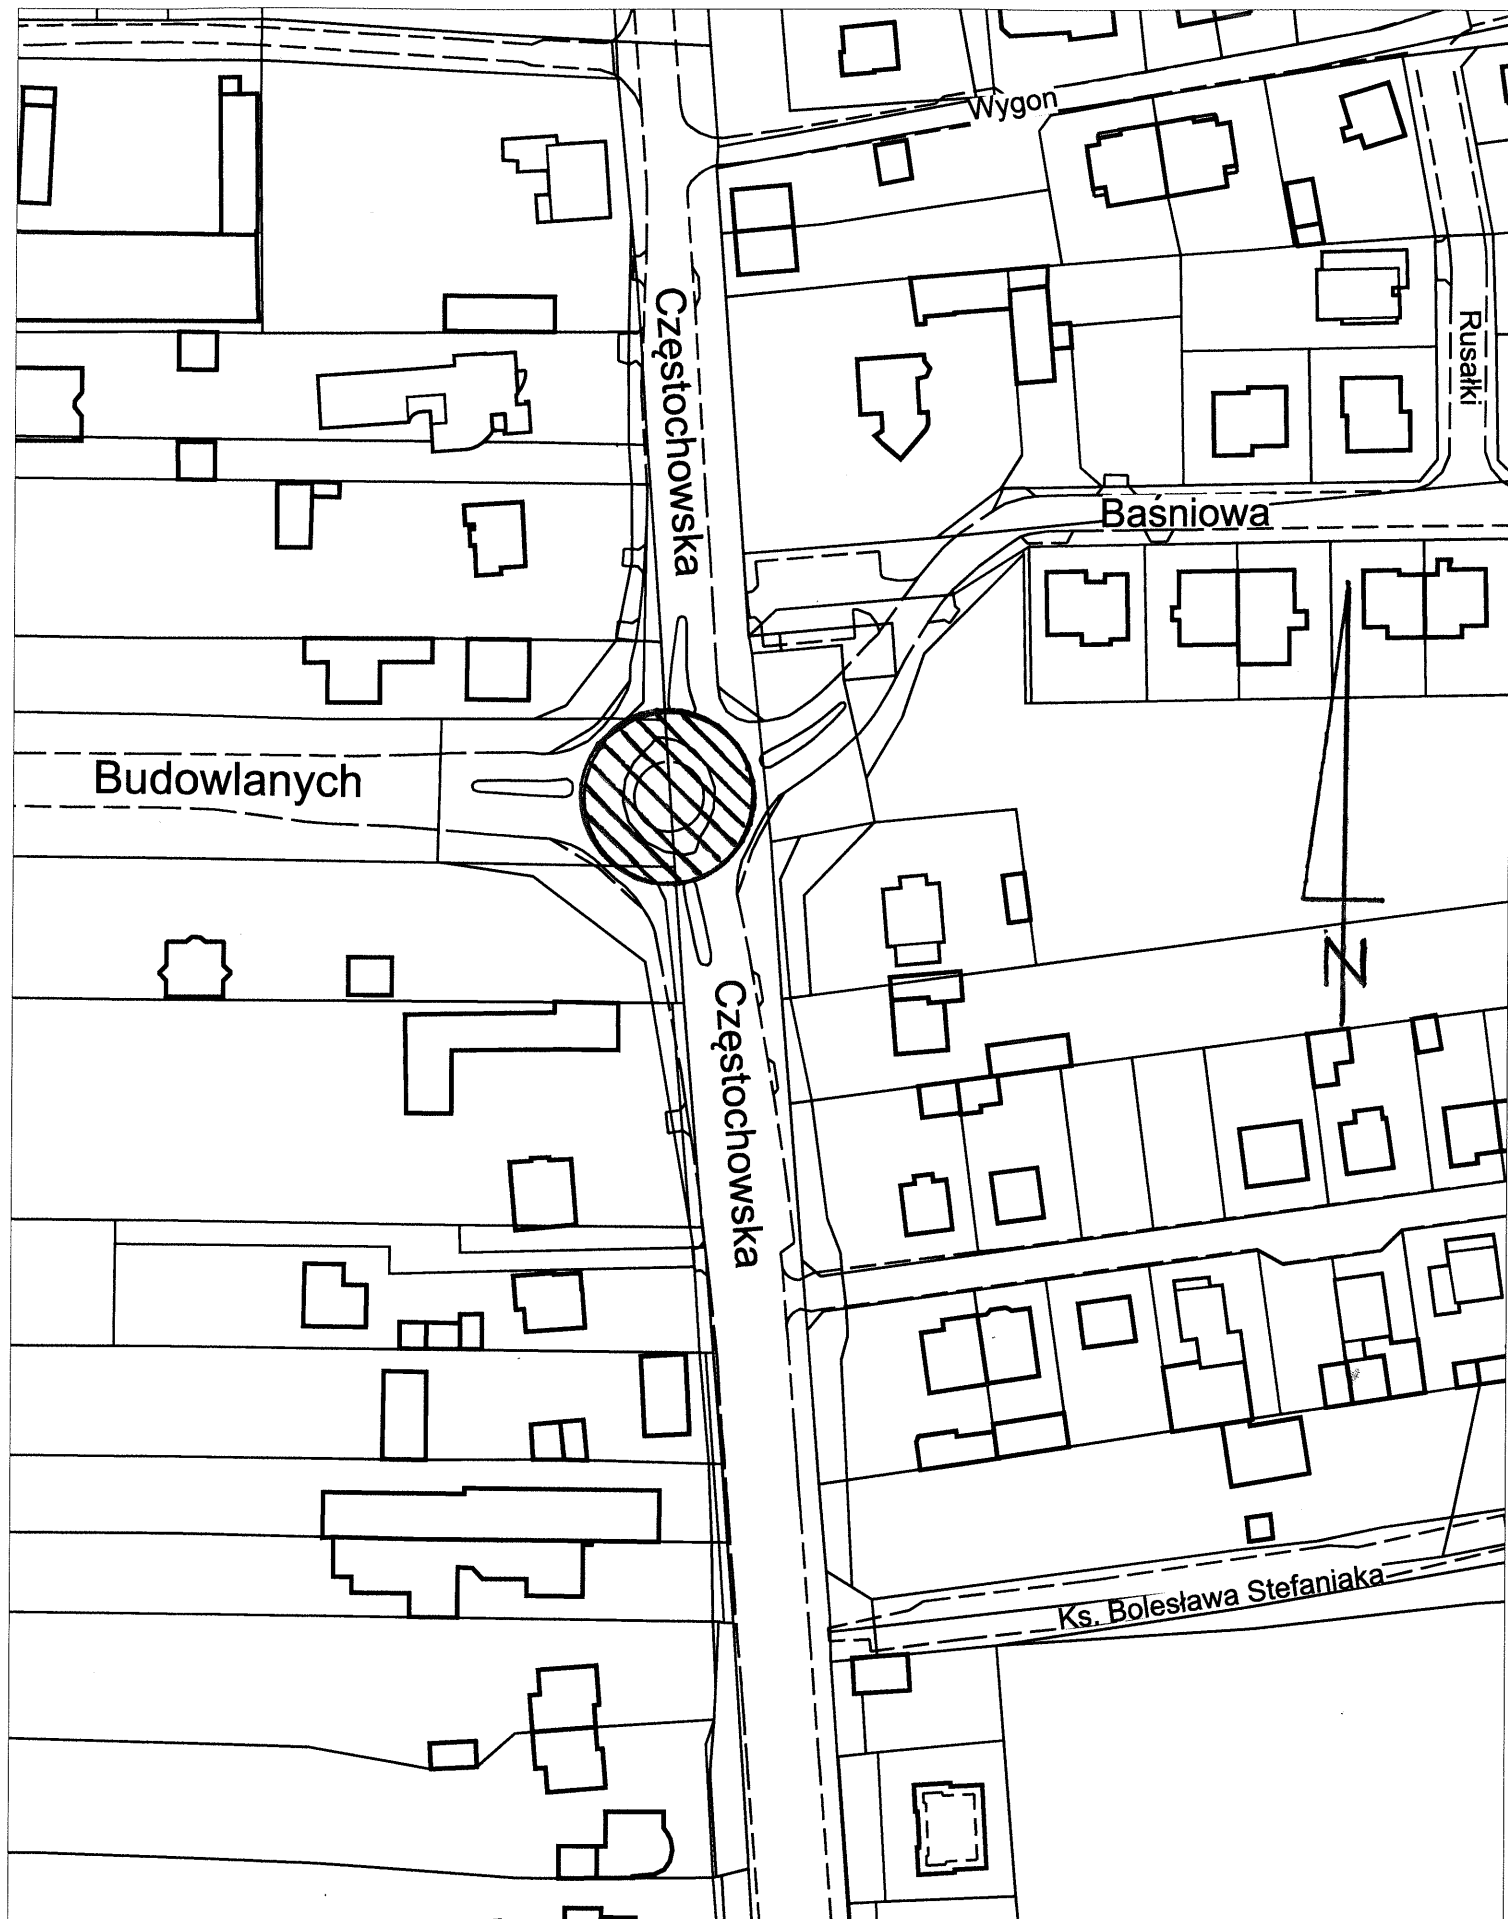 Wygon
Częstochowska
Rusałki
Baśniowa
Budowlanych
N
Częstochowska
Ks. Bolesława Stefaniaka